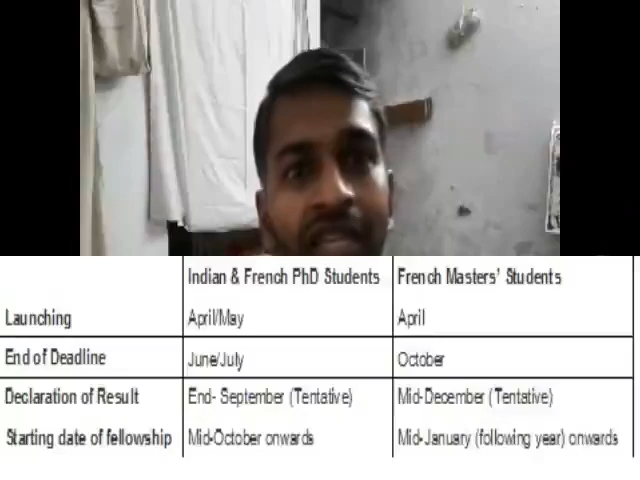 Indian & French PhD Students French Masters' Students
Launching April/May April
End of Deadline June/July October
Declaration of Result End- September (Tentative) Mid-December (Tentative)
Starting date of fellowship Mid-October onwards Mid-January (following year) onwards